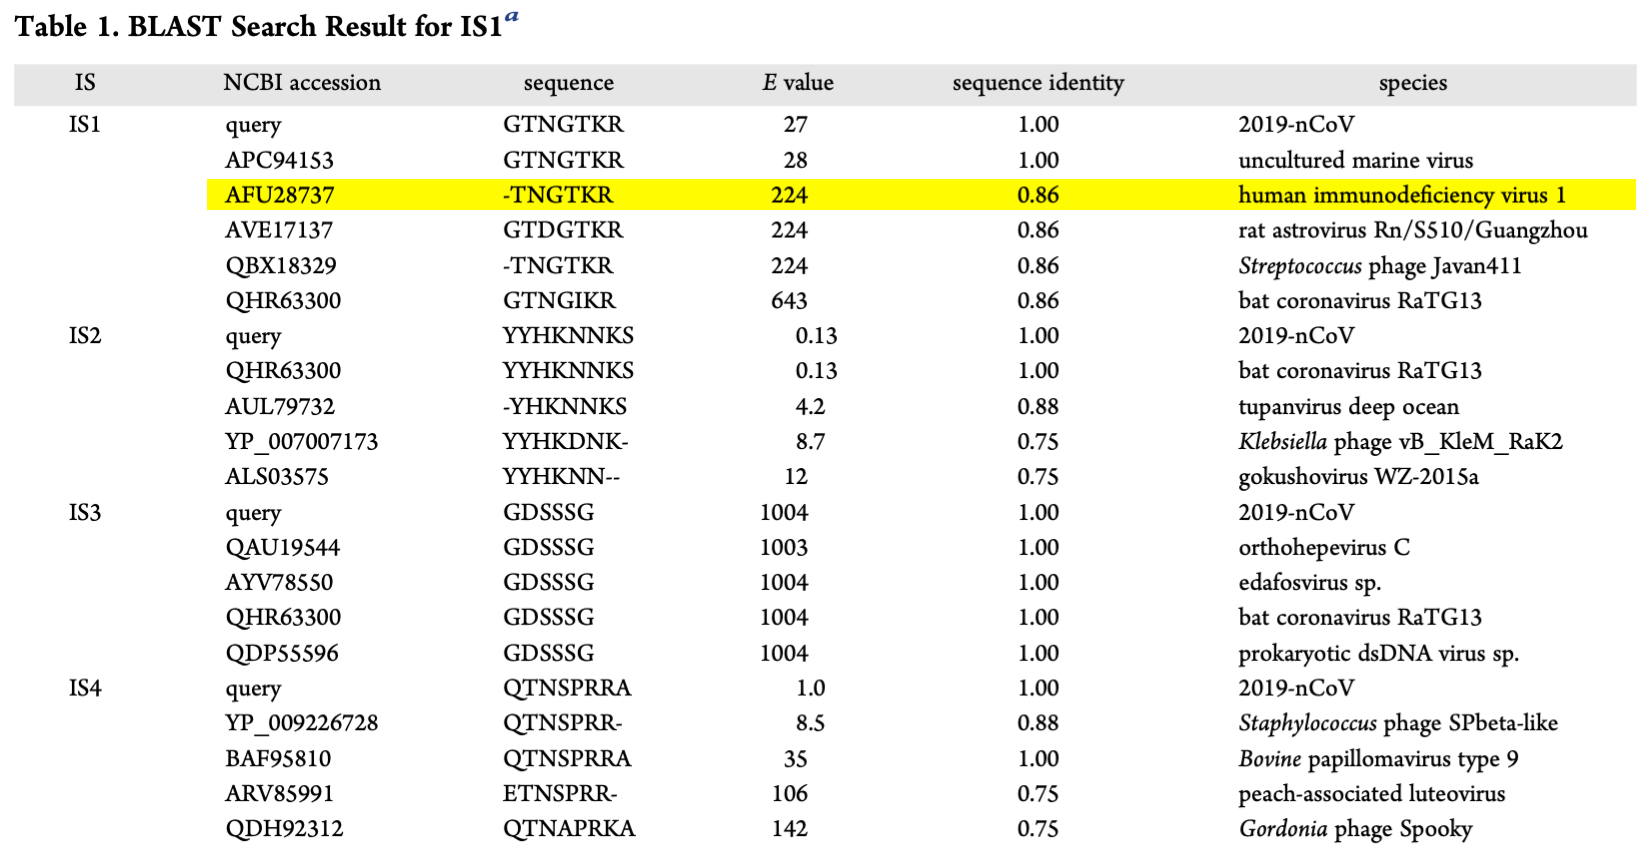 Table 1. BLAST Search Result for IS1a
IS NCBI accession sequence E value sequence identity species
IS1 query GTNGTKR 27 1.00 2019-nCoV
APC94153 GTNGTKR 28 1.00 uncultured marine virus
AFU28737 -TNGTKR 224 0.86 human immunodeficiency virus 1
AVE17137 GTDGTKR 224 0.86 rat astrovirus Rn/S510/Guangzhou
QBX18329 -TNGTKR 224 0.86 Streptococcus phage Javan411
QHR63300 GTNGIKR 643 0.86 bat coronavirus RaTG13
IS2 query YYHKNNKS 0.13 1.00 2019-nCoV
QHR63300 YYHKNNKS 0.13 1.00 bat coronavirus RaTG13
AUL79732 -YHKNNKS 4.2 0.88 tupanvirus deep ocean
YP_007007173 YYHKDNK- 8.7 0.75 Klebsiella phage vB_KleM_RaK2
ALS03575 YYHKNN-- 12 0.75 gokushovirus WZ-2015a
IS3 query GDSSSG 1004 1.00 2019-nCoV
QAU19544 GDSSSG 1003 1.00 orthohepevirus C
AYV78550 GDSSSG 1004 1.00 edafosvirus sp.
QHR63300 GDSSSG 1004 1.00 bat coronavirus RaTG13
QDP55596 GDSSSG 1004 1.00 prokaryotic dsDNA virus sp.
IS4 query QTNSPRRA 1.0 1.00 2019-nCoV
YP_009226728 QTNSPRR- 8.5 0.88 Staphylococcus phage SPbeta-like
BAF95810 QTNSPRRA 35 1.00 Bovine papillomavirus type 9
ARV85991 ETNSPRR- 106 0.75 peach-associated luteovirus
QDH92312 QTNAPRKA 142 0.75 Gordonia phage Spooky